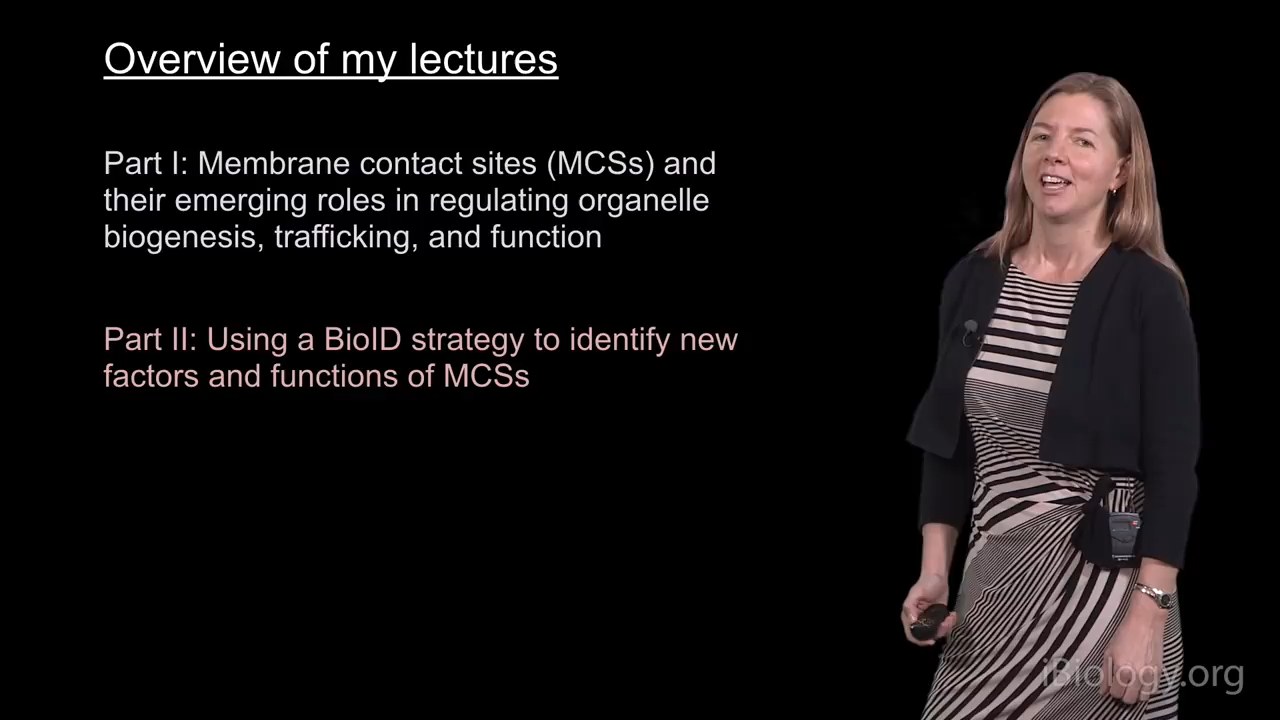 Overview of my lectures
Part I: Membrane contact sites (MCSs) and
their emerging roles in regulating organelle
biogenesis, trafficking, and function
Part II: Using a BioID strategy to identify new
factors and functions of MCSs
iBiology.org